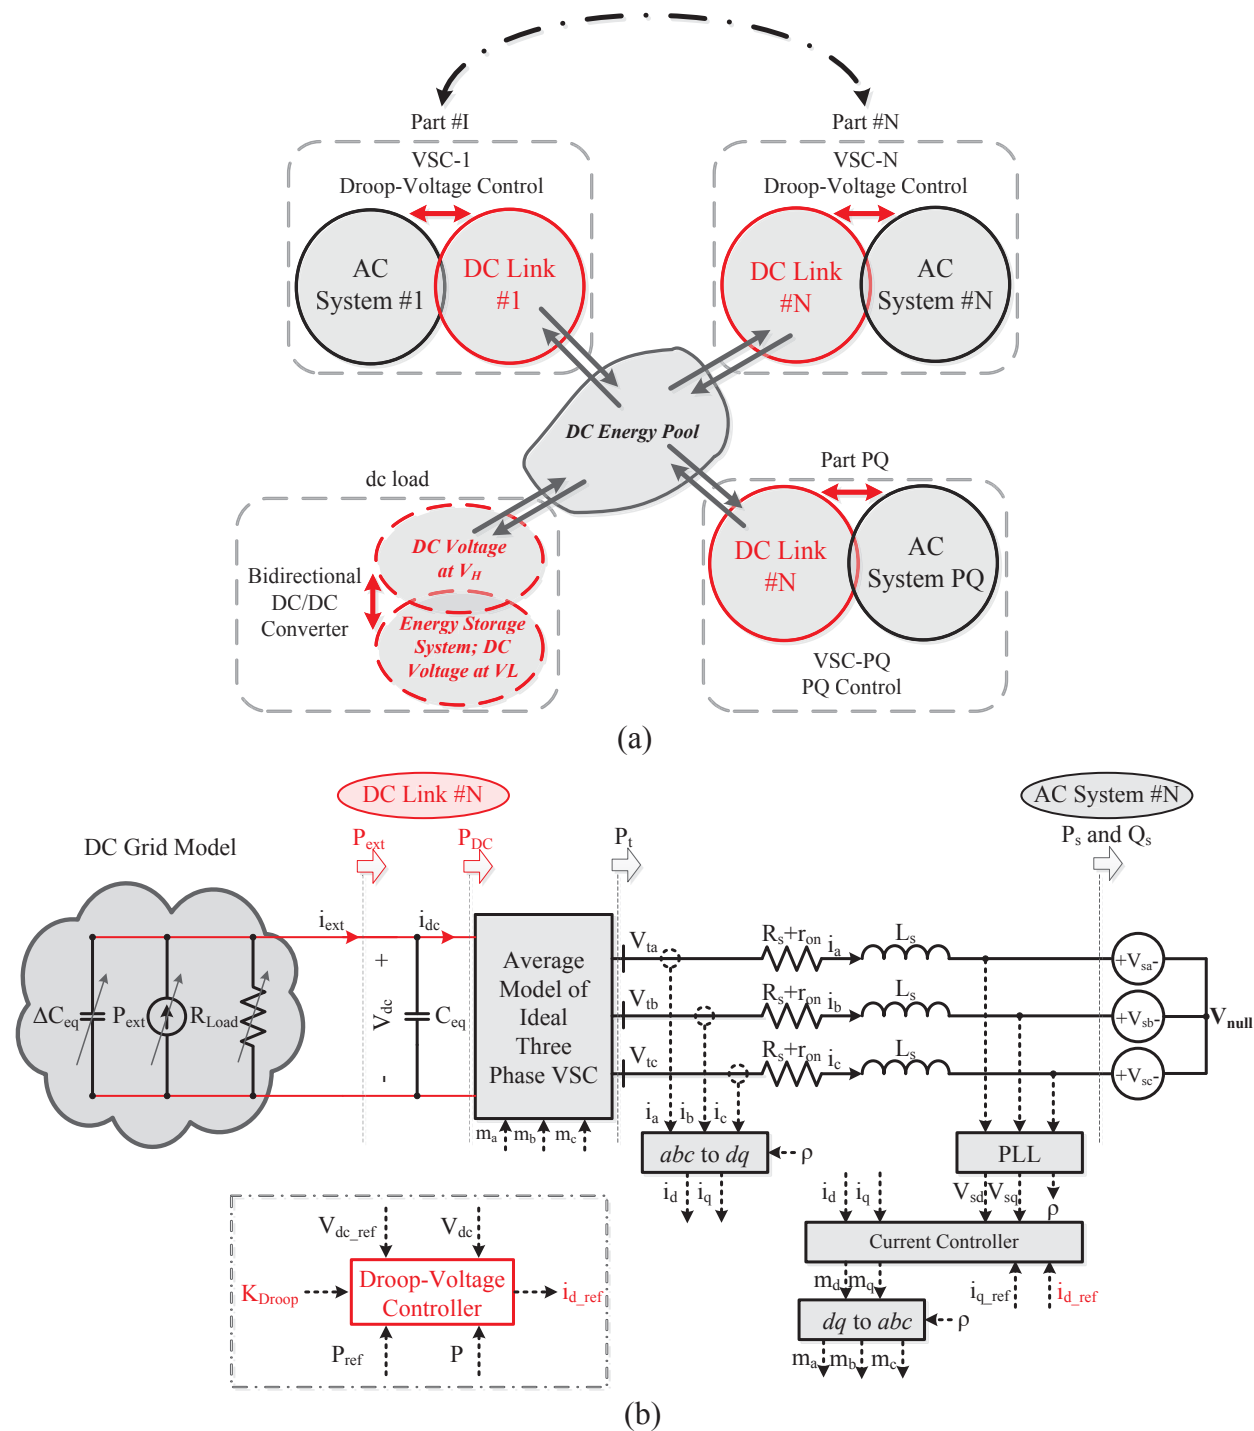 Part #I
Part #N
VSC-1
Droop-Voltage Control
VSC-N
Droop-Voltage Control
AC
System #1
DC Link
#1
DC Link
#N
AC
System #N
DC Energy Pool
dc load
Part PQ
DC Voltage
at V_H
Bidirectional
DC/DC
Converter
Energy Storage
System; DC
Voltage at VL
DC Link
#N
AC
System PQ
VSC-PQ
PQ Control
(a)
DC Link #N
AC System #N
DC Grid Model
P_ext
P_DC
P_t
P_s and Q_s
i_ext
i_dc
ΔC_eq
P_ext
R_Load
+
V_dc
-
C_eq
Average
Model of
Ideal
Three
Phase VSC
V_ta
R_s+r_on
i_a
L_s
+V_sa-
V_tb
R_s+r_on
i_b
L_s
+V_sb-
V_null
V_tc
R_s+r_on
i_c
L_s
+V_sc-
m_a
m_b
m_c
i_a
i_b
i_c
abc to dq
ρ
PLL
i_d
i_q
i_d
i_q
V_sd
V_sq
ρ
Current Controller
m_d
m_q
i_q_ref
i_d_ref
dq to abc
ρ
m_a
m_b
m_c
V_dc_ref
V_dc
K_Droop
Droop-Voltage
Controller
i_d_ref
P_ref
P
(b)